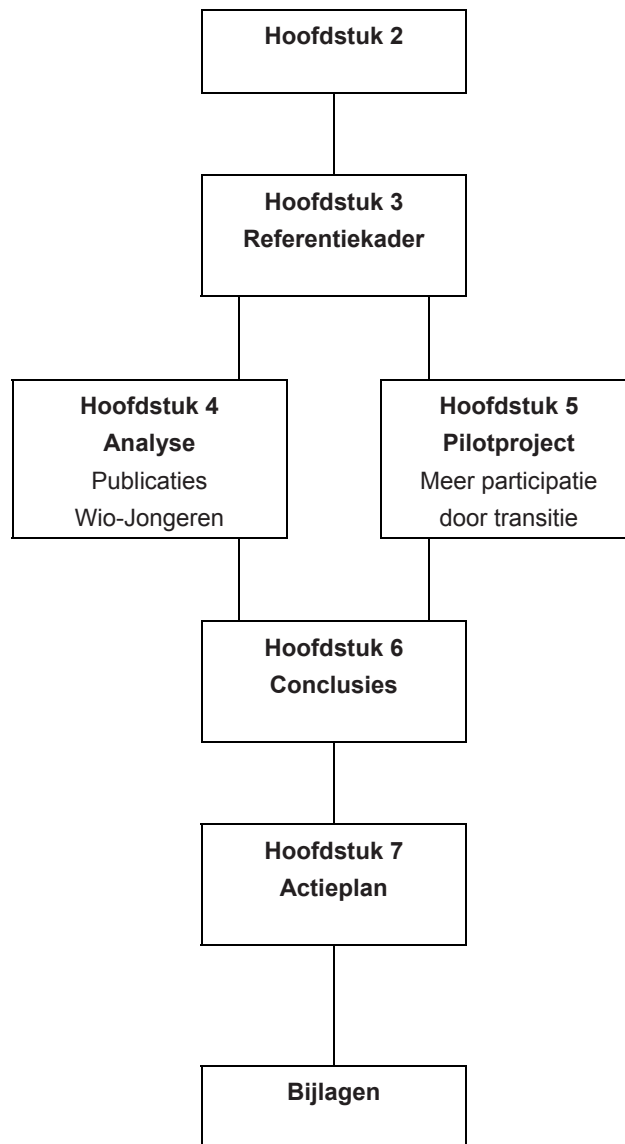 Hoofdstuk 2
Hoofdstuk 3
Referentiekader
Hoofdstuk 4
Analyse
Publicaties
Wio-Jongeren
Hoofdstuk 5
Pilotproject
Meer participatie
door transitie
Hoofdstuk 6
Conclusies
Hoofdstuk 7
Actieplan
Bijlagen